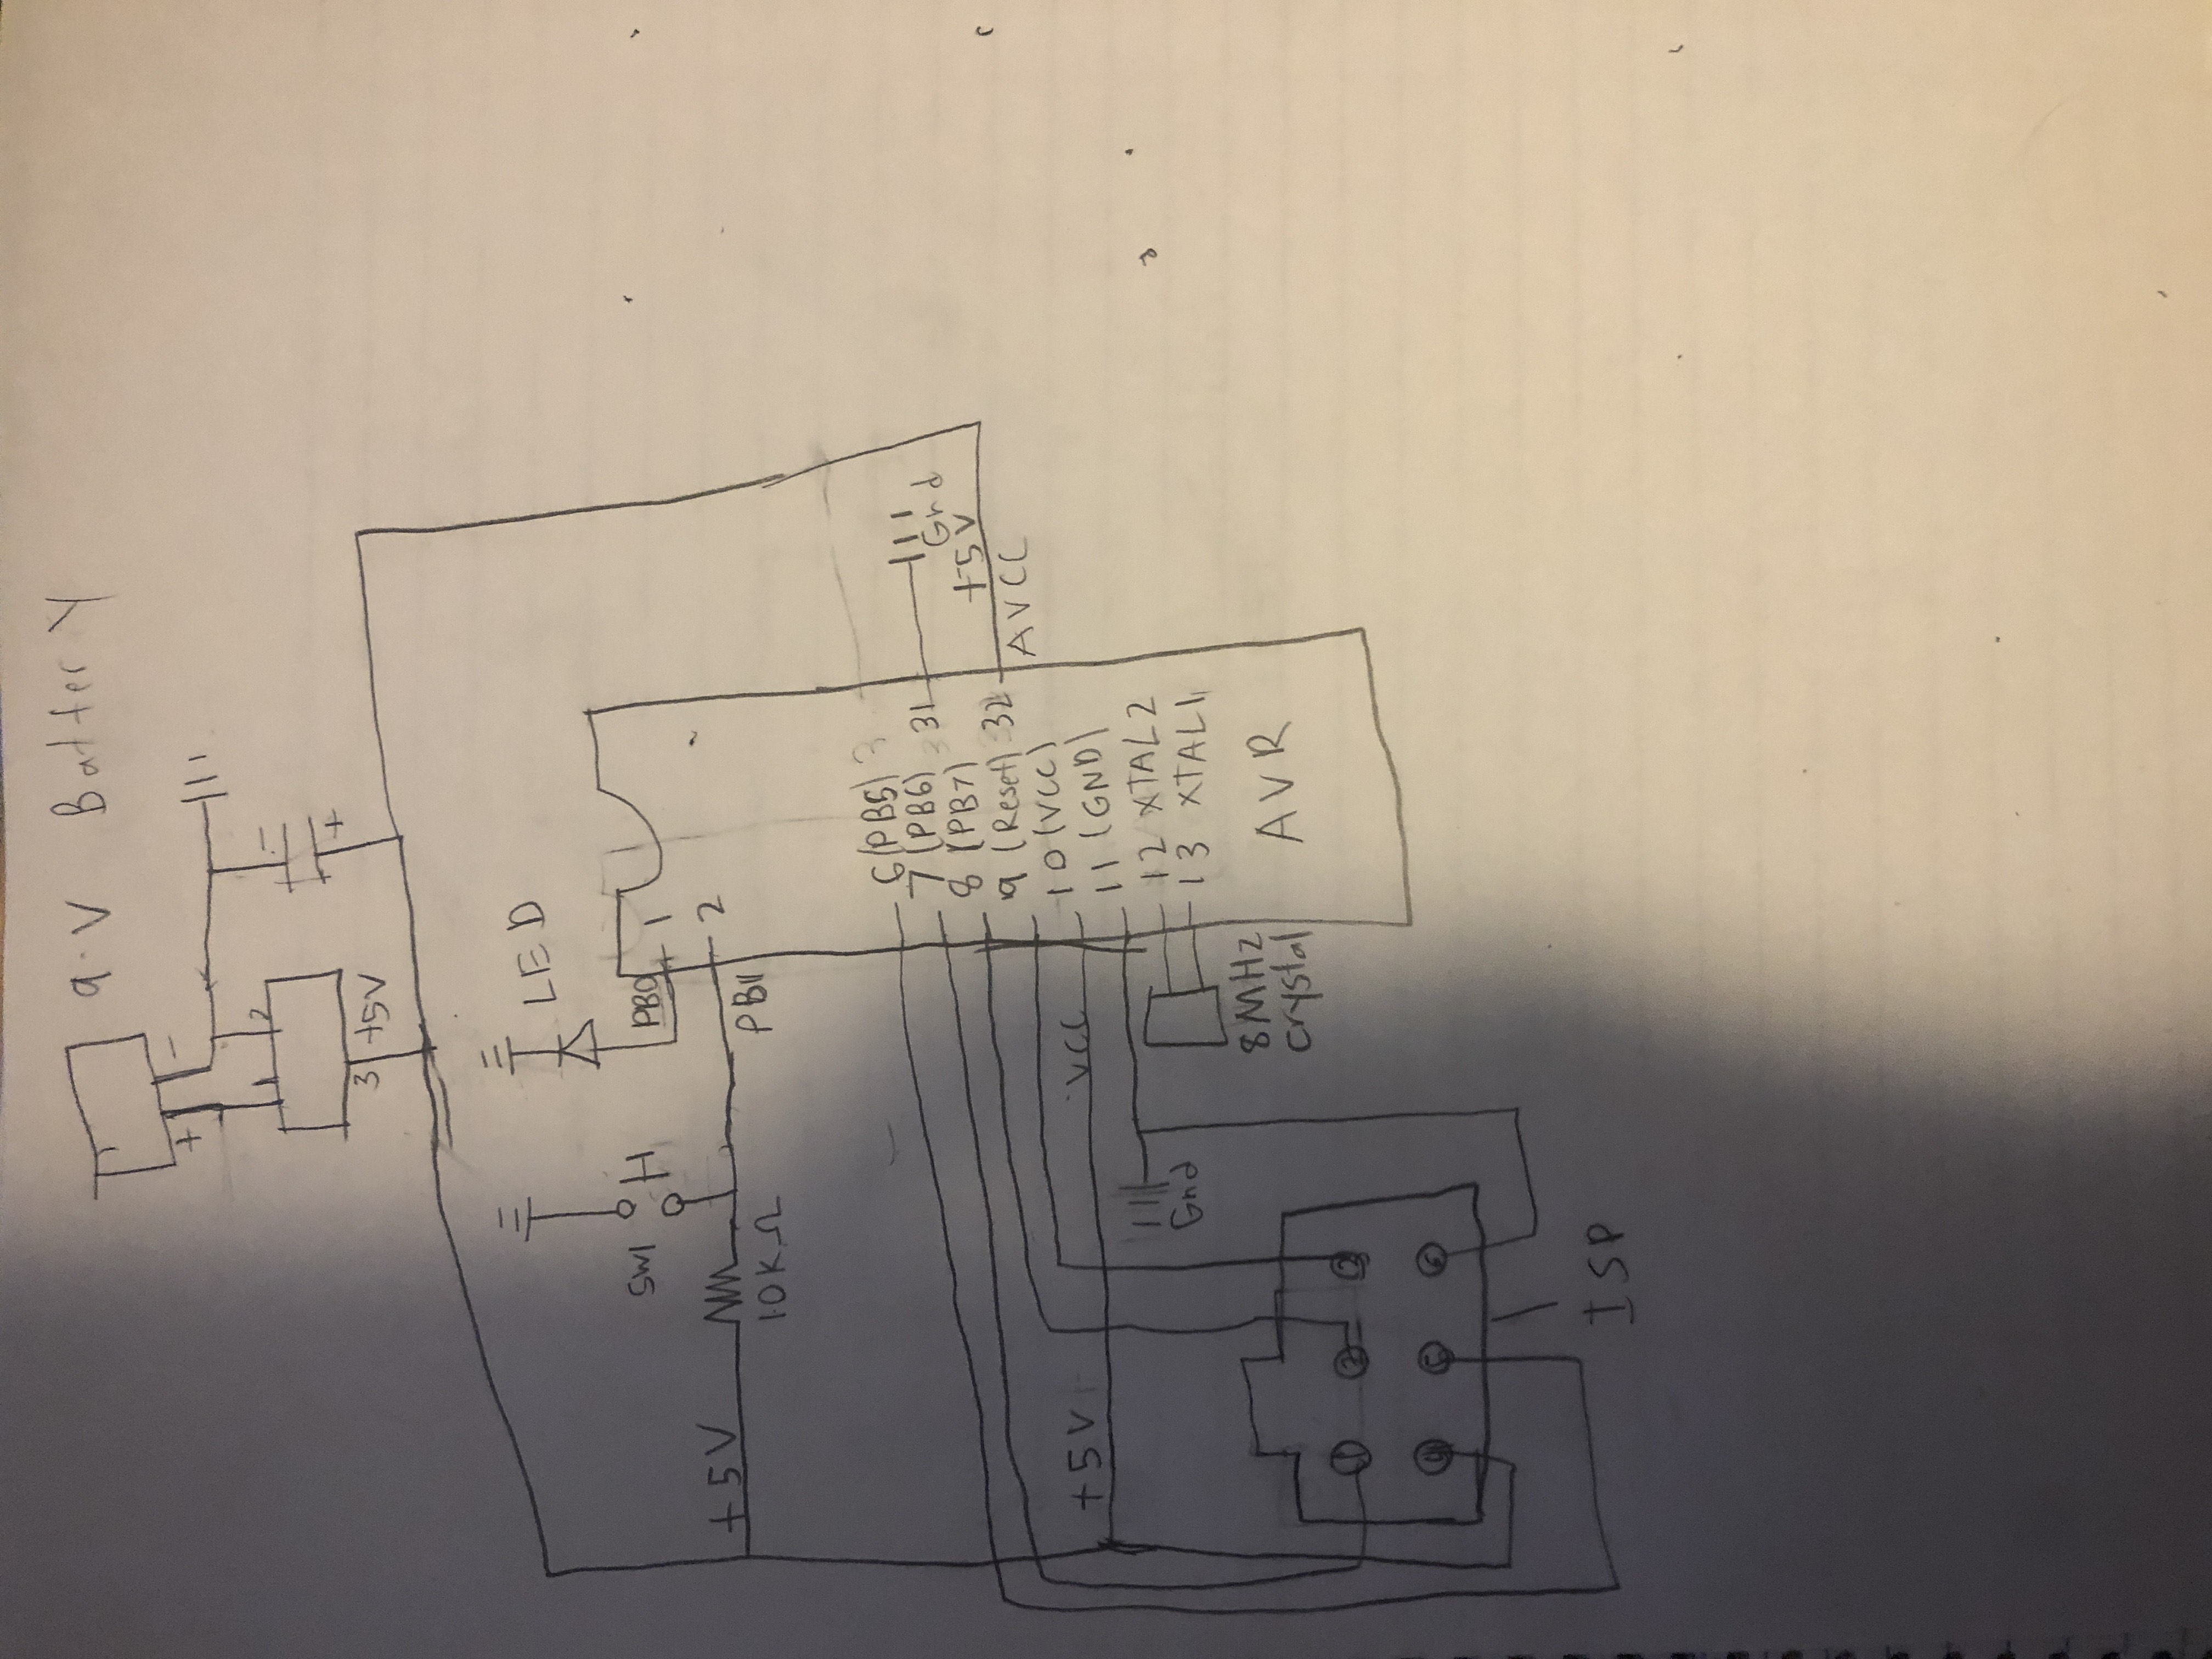 9-V Battery
+ -
1 2
-
+
3 +5V
LED
SW1
PB0 1
+5V 2
10KΩ PB1
6 (PB5)
7 (PB6) 31
Gnd
8 (PB7)
+5V
9 (Reset) 32
AVCC
10 (VCC)
+5V VCC
11 (GND)
12 XTAL2
Gnd
13 XTAL1
8MHz
crystal
AVR
1 2 3
4 5 6
ISP